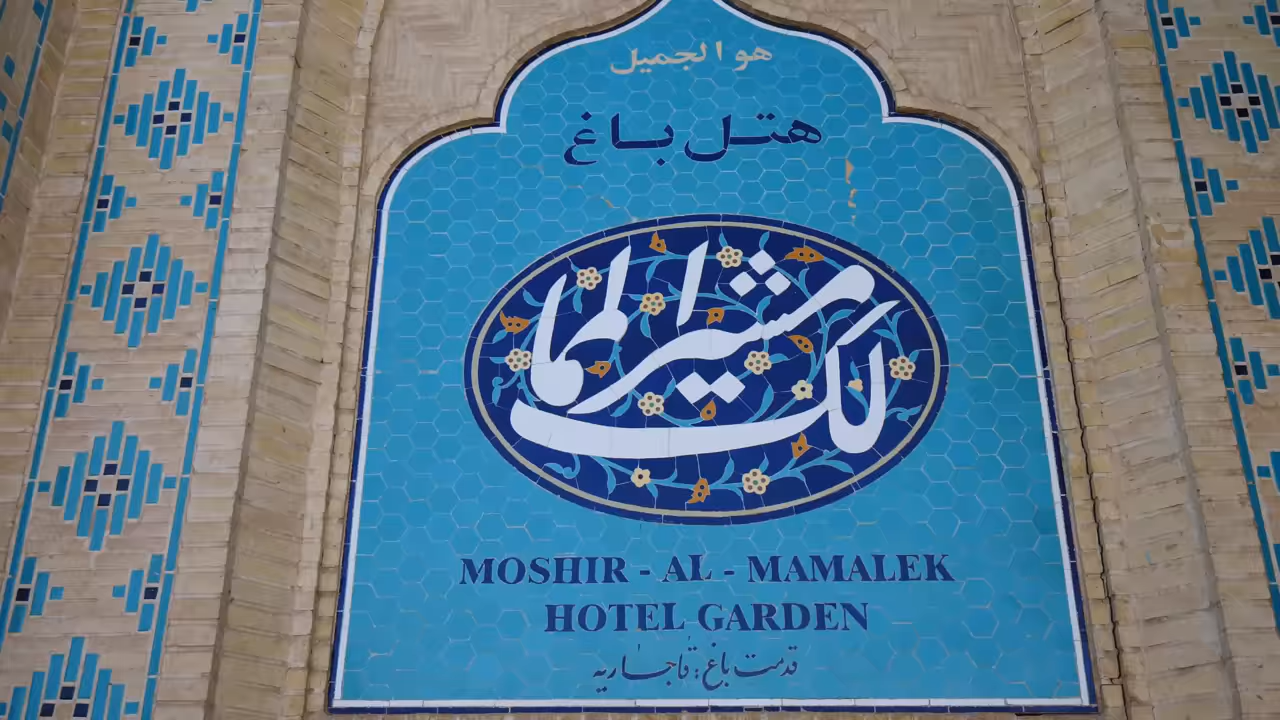 هو الجمیل
هتل باغ
مشیرالممالک
MOSHIR - AL - MAMALEK
HOTEL GARDEN
قدمت باغ: قاجاریه